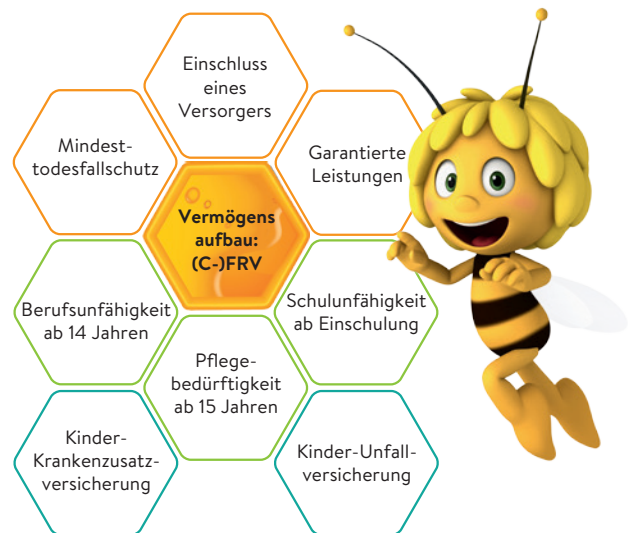 Einschluss
eines
Versorgers
Mindest-
todesfallschutz
Garantierte
Leistungen
Vermögens
aufbau:
(C-)FRV
Berufsunfähigkeit
ab 14 Jahren
Schulunfähigkeit
ab Einschulung
Pflege-
bedürftigkeit
ab 15 Jahren
Kinder-
Krankenzusatz-
versicherung
Kinder-Unfall-
versicherung